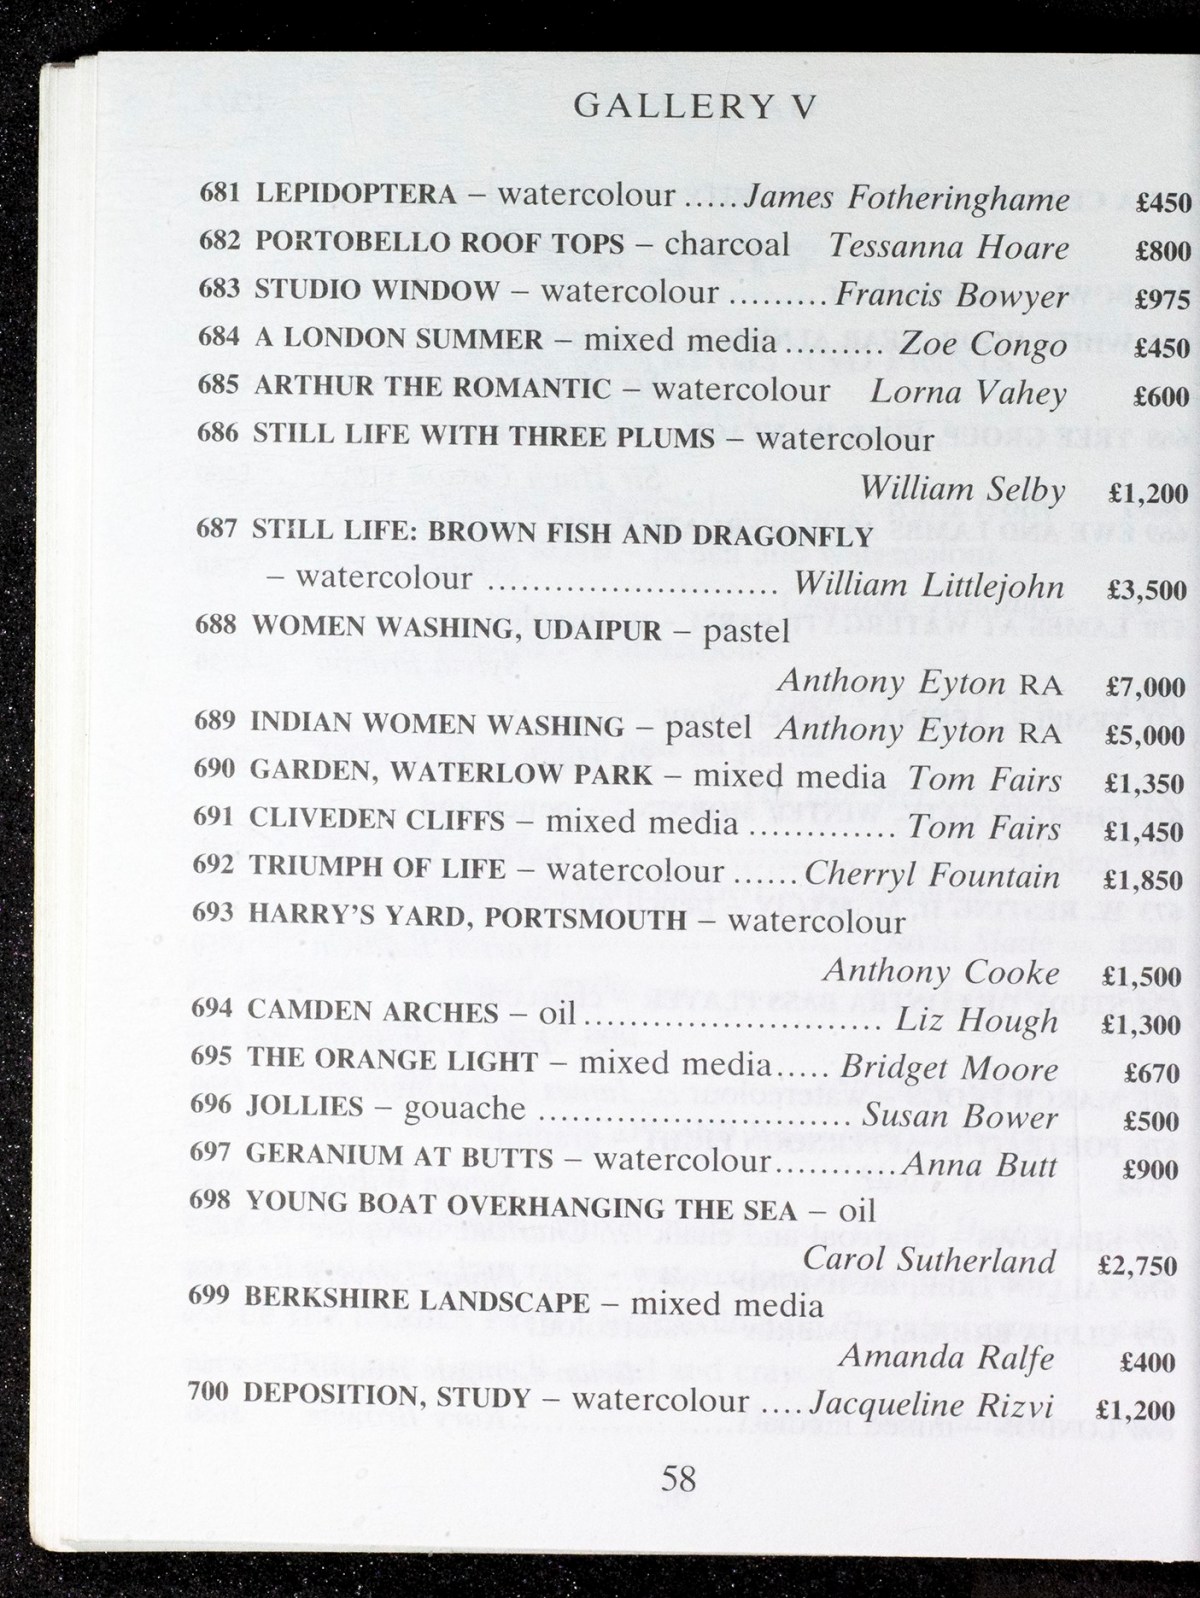 GALLERY V
681 LEPIDOPTERA – watercolour .....James Fotheringhame £450
682 PORTOBELLO ROOF TOPS – charcoal Tessanna Hoare £800
683 STUDIO WINDOW – watercolour .........Francis Bowyer £975
684 A LONDON SUMMER – mixed media ......... Zoe Congo £450
685 ARTHUR THE ROMANTIC – watercolour Lorna Vahey £600
686 STILL LIFE WITH THREE PLUMS – watercolour
William Selby £1,200
687 STILL LIFE: BROWN FISH AND DRAGONFLY
– watercolour ........................... William Littlejohn £3,500
688 WOMEN WASHING, UDAIPUR – pastel
Anthony Eyton RA £7,000
689 INDIAN WOMEN WASHING – pastel Anthony Eyton RA £5,000
690 GARDEN, WATERLOW PARK – mixed media Tom Fairs £1,350
691 CLIVEDEN CLIFFS – mixed media ............. Tom Fairs £1,450
692 TRIUMPH OF LIFE – watercolour ......Cherryl Fountain £1,850
693 HARRY'S YARD, PORTSMOUTH – watercolour
Anthony Cooke £1,500
694 CAMDEN ARCHES – oil........................... Liz Hough £1,300
695 THE ORANGE LIGHT – mixed media..... Bridget Moore £670
696 JOLLIES – gouache ............................. Susan Bower £500
697 GERANIUM AT BUTTS – watercolour...........Anna Butt £900
698 YOUNG BOAT OVERHANGING THE SEA – oil
Carol Sutherland £2,750
699 BERKSHIRE LANDSCAPE – mixed media
Amanda Ralfe £400
700 DEPOSITION, STUDY – watercolour ....Jacqueline Rizvi £1,200
58